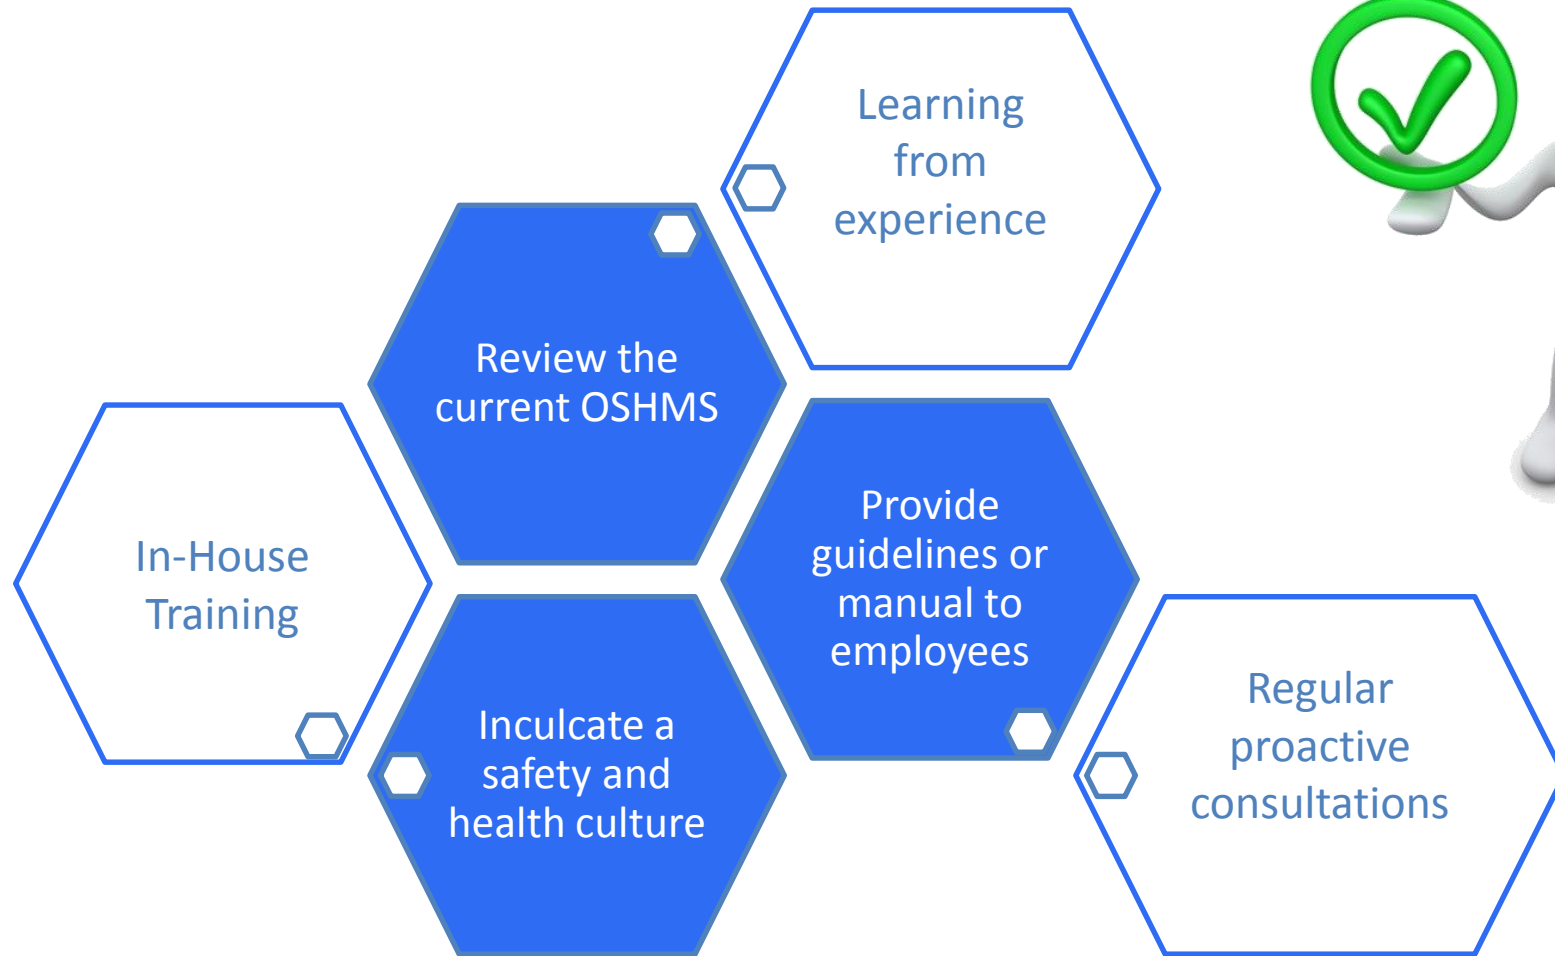 Learning
from
experience
Review the
current OSHMS
In-House
Training
Provide
guidelines or
manual to
employees
Inculcate a
safety and
health culture
Regular
proactive
consultations